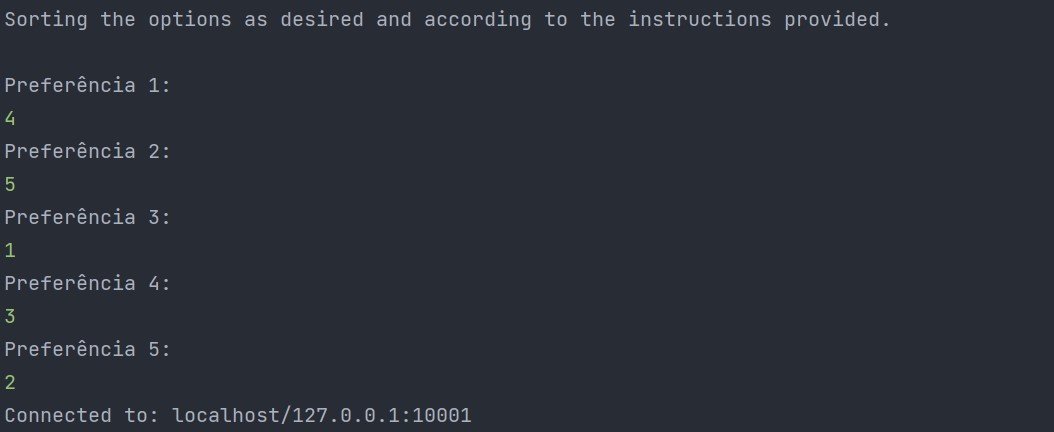 Sorting the options as desired and according to the instructions provided.
Preferência 1:
4
Preferência 2:
5
Preferência 3:
1
Preferência 4:
3
Preferência 5:
2
Connected to: localhost/127.0.0.1:10001